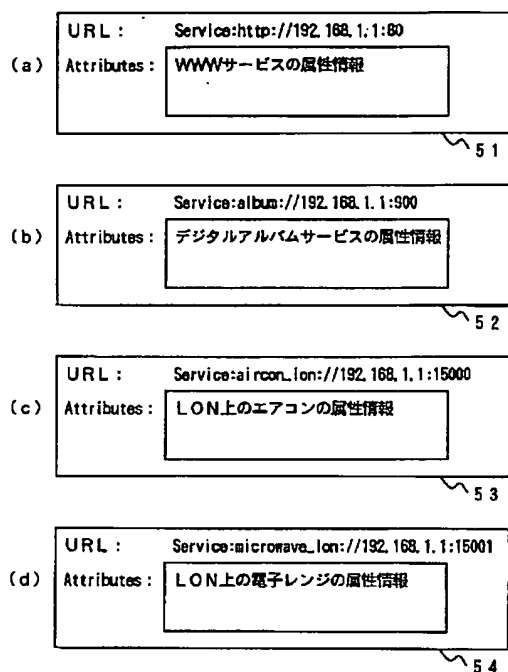 URL: Service:http://192.168.1.1:80
(a) Attributes: WWWサービスの属性情報
51
URL: Service:album://192.168.1.1:900
(b) Attributes: デジタルアルバムサービスの属性情報
52
URL: Service:aircon_lon://192.168.1.1:15000
(c) Attributes: LON上のエアコンの属性情報
53
URL: Service:microwave_lon://192.168.1.1:15001
(d) Attributes: LON上の電子レンジの属性情報
54